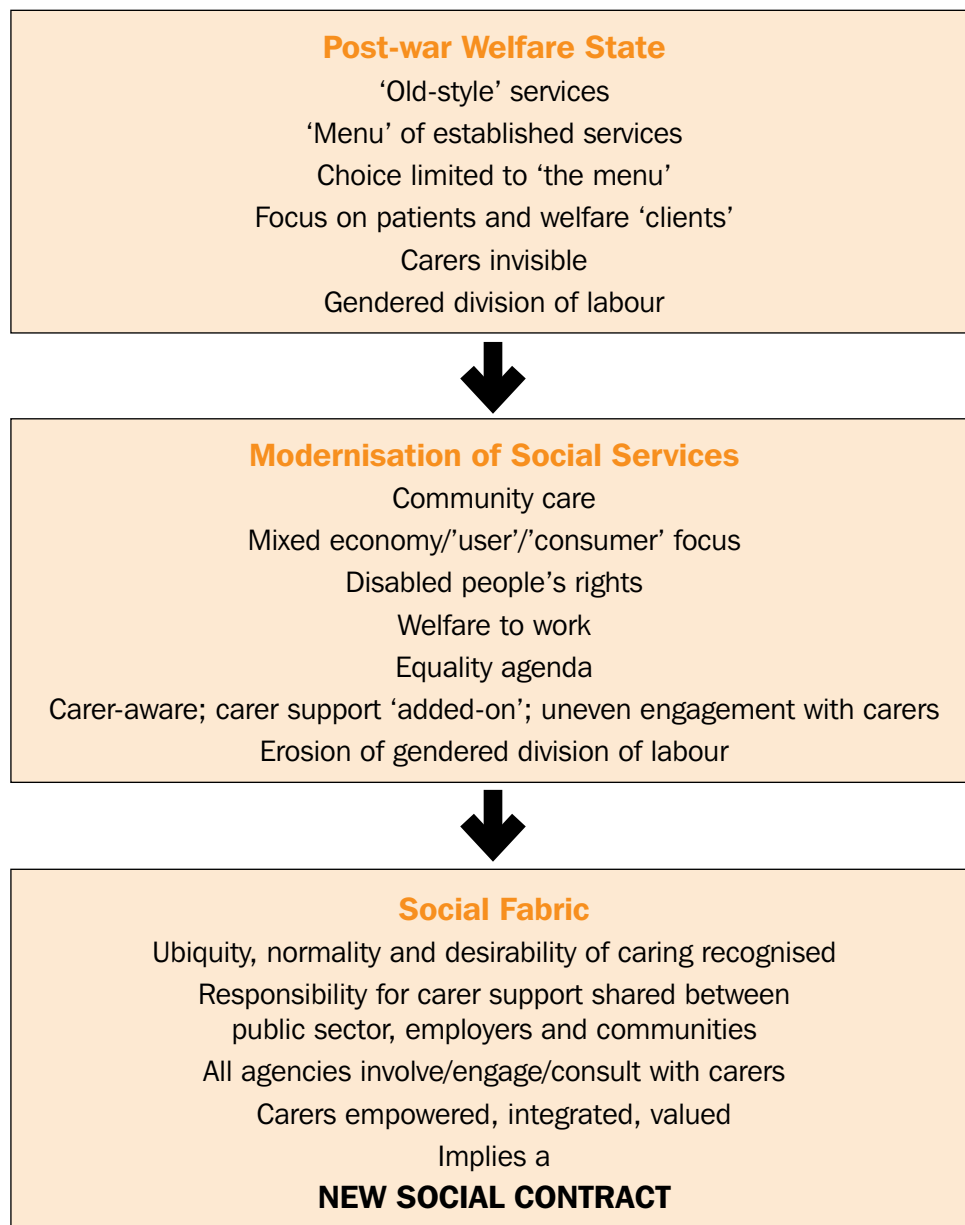 Post-war Welfare State
‘Old-style’ services
‘Menu’ of established services
Choice limited to ‘the menu’
Focus on patients and welfare ‘clients’
Carers invisible
Gendered division of labour
Modernisation of Social Services
Community care
Mixed economy/’user’/’consumer’ focus
Disabled people’s rights
Welfare to work
Equality agenda
Carer-aware; carer support ‘added-on’; uneven engagement with carers
Erosion of gendered division of labour
Social Fabric
Ubiquity, normality and desirability of caring recognised
Responsibility for carer support shared between
public sector, employers and communities
All agencies involve/engage/consult with carers
Carers empowered, integrated, valued
Implies a
NEW SOCIAL CONTRACT